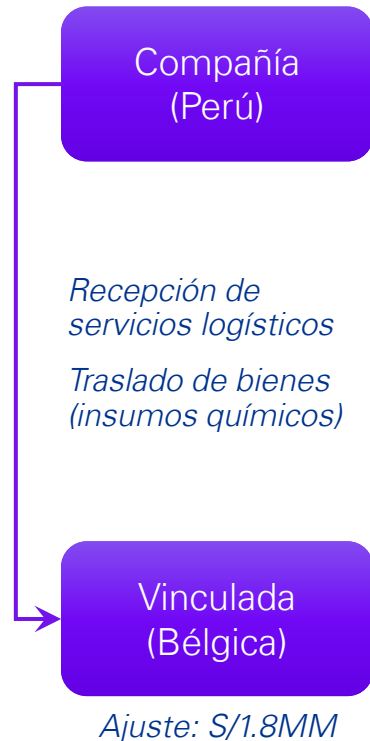 Compañía
(Perú)
Recepción de
servicios logísticos
Traslado de bienes
(insumos químicos)
Vinculada
(Bélgica)
Ajuste: S/1.8MM